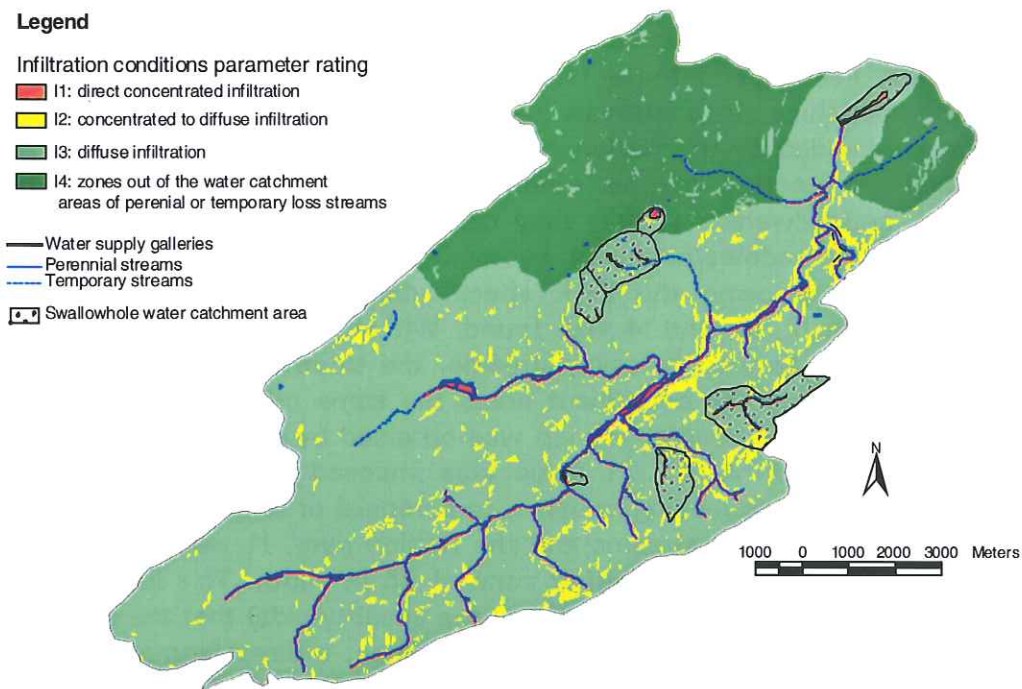 Legend
Infiltration conditions parameter rating
I1: direct concentrated infiltration
I2: concentrated to diffuse infiltration
I3: diffuse infiltration
I4: zones out of the water catchment
areas of perenial or temporary loss streams
Water supply galleries
Perennial streams
Temporary streams
Swallowhole water catchment area
N
1000 0 1000 2000 3000 Meters